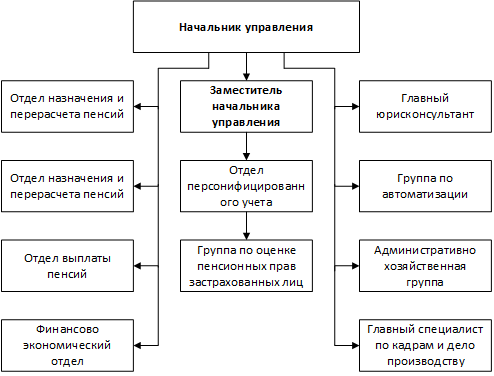 Начальник управления
Отдел назначения и
перерасчета пенсий
Заместитель
начальника
управления
Главный
юрисконсультант
Отдел назначения и
перерасчета пенсий
Отдел
персонифицированн
ого учета
Группа по
автоматизации
Отдел выплаты
пенсий
Группа по оценке
пенсионных прав
застрахованных лиц
Административно
хозяйственная
группа
Финансово
экономический
отдел
Главный специалист
по кадрам и дело
производству